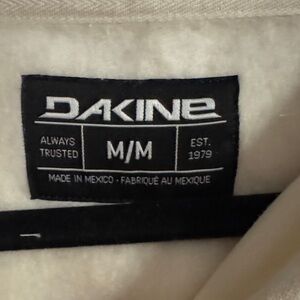 DAKINE
ALWAYS TRUSTED
M/M
EST. 1979
MADE IN MEXICO · FABRIQUÉ AU MEXIQUE